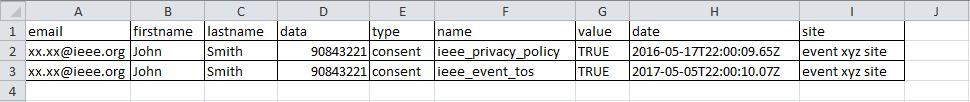 A B C D E F G H I J
1 email firstname lastname data type name value date site
2 xx.xx@ieee.org John Smith 90843221 consent ieee_privacy_policy TRUE 2016-05-17T22:00:09.65Z event xyz site
3 xx.xx@ieee.org John Smith 90843221 consent ieee_event_tos TRUE 2017-05-05T22:00:10.07Z event xyz site
4